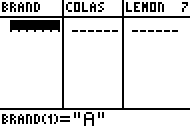 BRAND COLAS LEMON 7
------ ------
BRAND(1)="A"